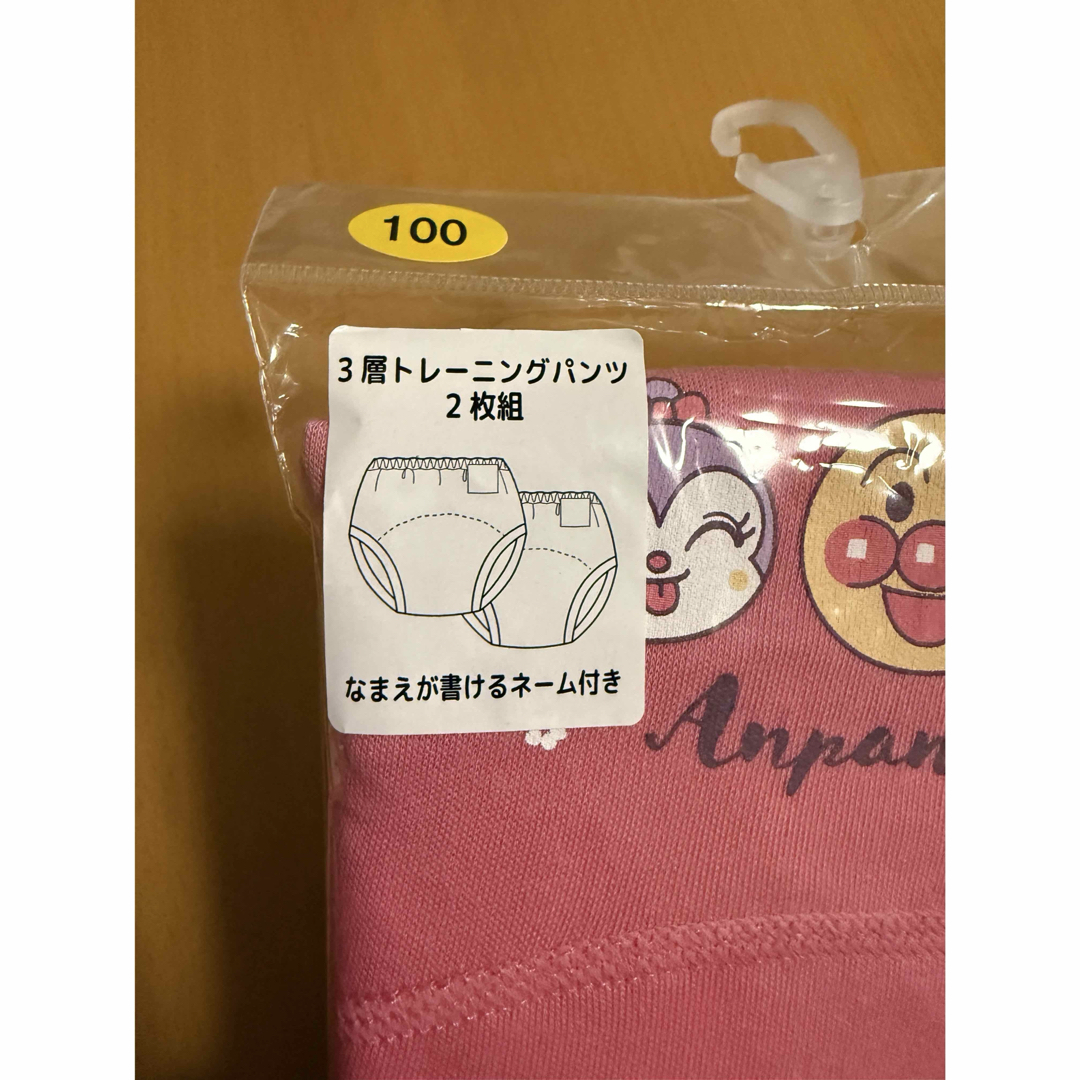 100
3層トレーニングパンツ
2枚組
なまえが書けるネーム付き
Anpan